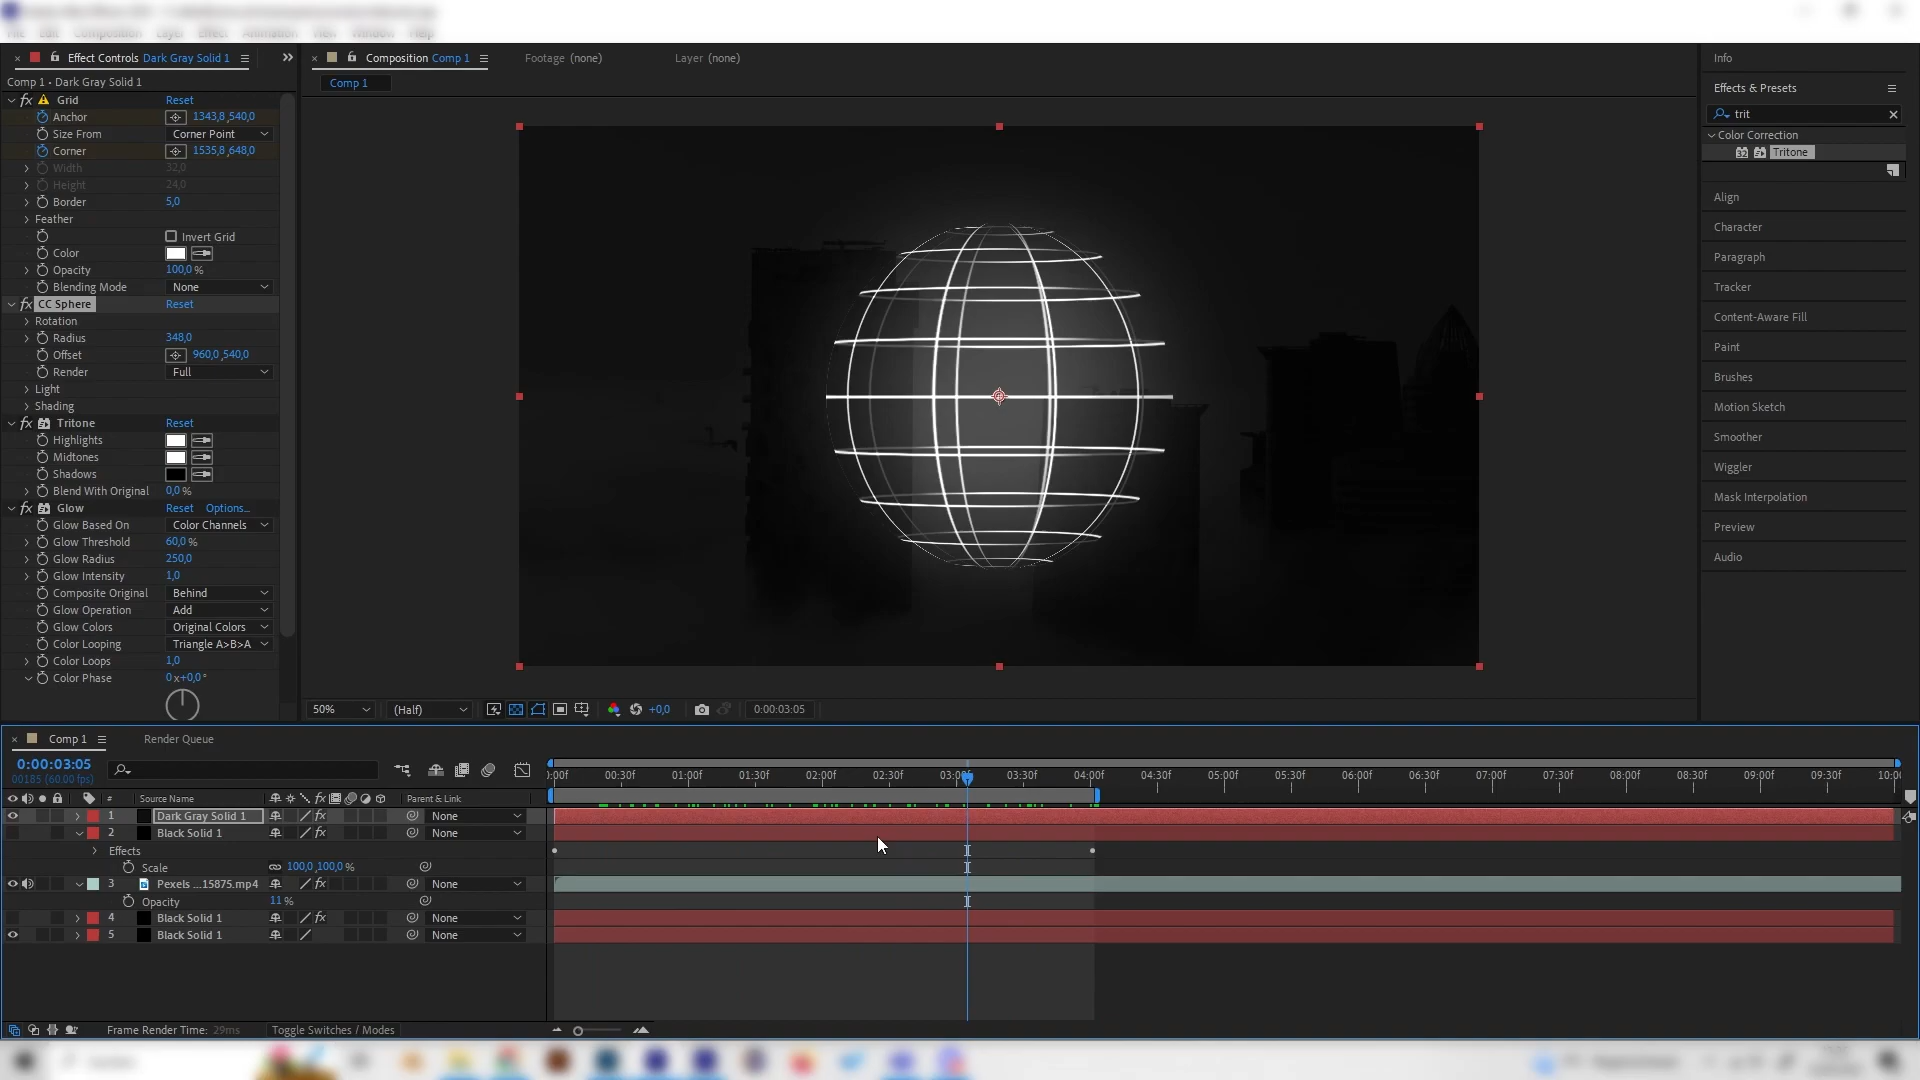 Effect Controls Dark Gray Solid 1
Comp 1 • Dark Gray Solid 1
fx Grid Reset
Anchor 1343,8 ,540,0
Size From Corner Point
Corner 1535,8 ,648,0
Width 32,0
Height 24,0
Border 5,0
Feather
Invert Grid
Color
Opacity 100,0 %
Blending Mode None
fx CC Sphere Reset
Rotation
Radius 348,0
Offset 960,0 ,540,0
Render Full
Light
Shading
fx Tritone Reset
Highlights
Midtones
Shadows
Blend With Original 0,0 %
fx Glow Reset Options...
Glow Based On Color Channels
Glow Threshold 60,0 %
Glow Radius 250,0
Glow Intensity 1,0
Composite Original Behind
Glow Operation Add
Glow Colors Original Colors
Color Looping Triangle A>B>A
Color Loops 1,0
Color Phase 0 x+0,0 °
Composition Comp 1
Footage (none)
Layer (none)
Comp 1
50% (Half) +0,0 0:00:03:05
Info
Effects & Presets
trit
Color Correction
32 Tritone
Align
Character
Paragraph
Tracker
Content-Aware Fill
Paint
Brushes
Motion Sketch
Smoother
Wiggler
Mask Interpolation
Preview
Audio
Comp 1 Render Queue
0:00:03:05
00185 (60.00 fps)
):00f 00:30f 01:00f 01:30f 02:00f 02:30f 03:00f 03:30f 04:00f 04:30f 05:00f 05:30f 06:00f 06:30f 07:00f 07:30f 08:00f 08:30f 09:00f 09:30f 10:0
# Source Name fx Parent & Link
1 Dark Gray Solid 1 fx None
2 Black Solid 1 fx None
Effects
Scale 100,0 ,100,0 %
3 Pexels ...15875.mp4 fx None
Opacity 11 %
4 Black Solid 1 fx None
5 Black Solid 1 None
Frame Render Time: 29ms Toggle Switches / Modes